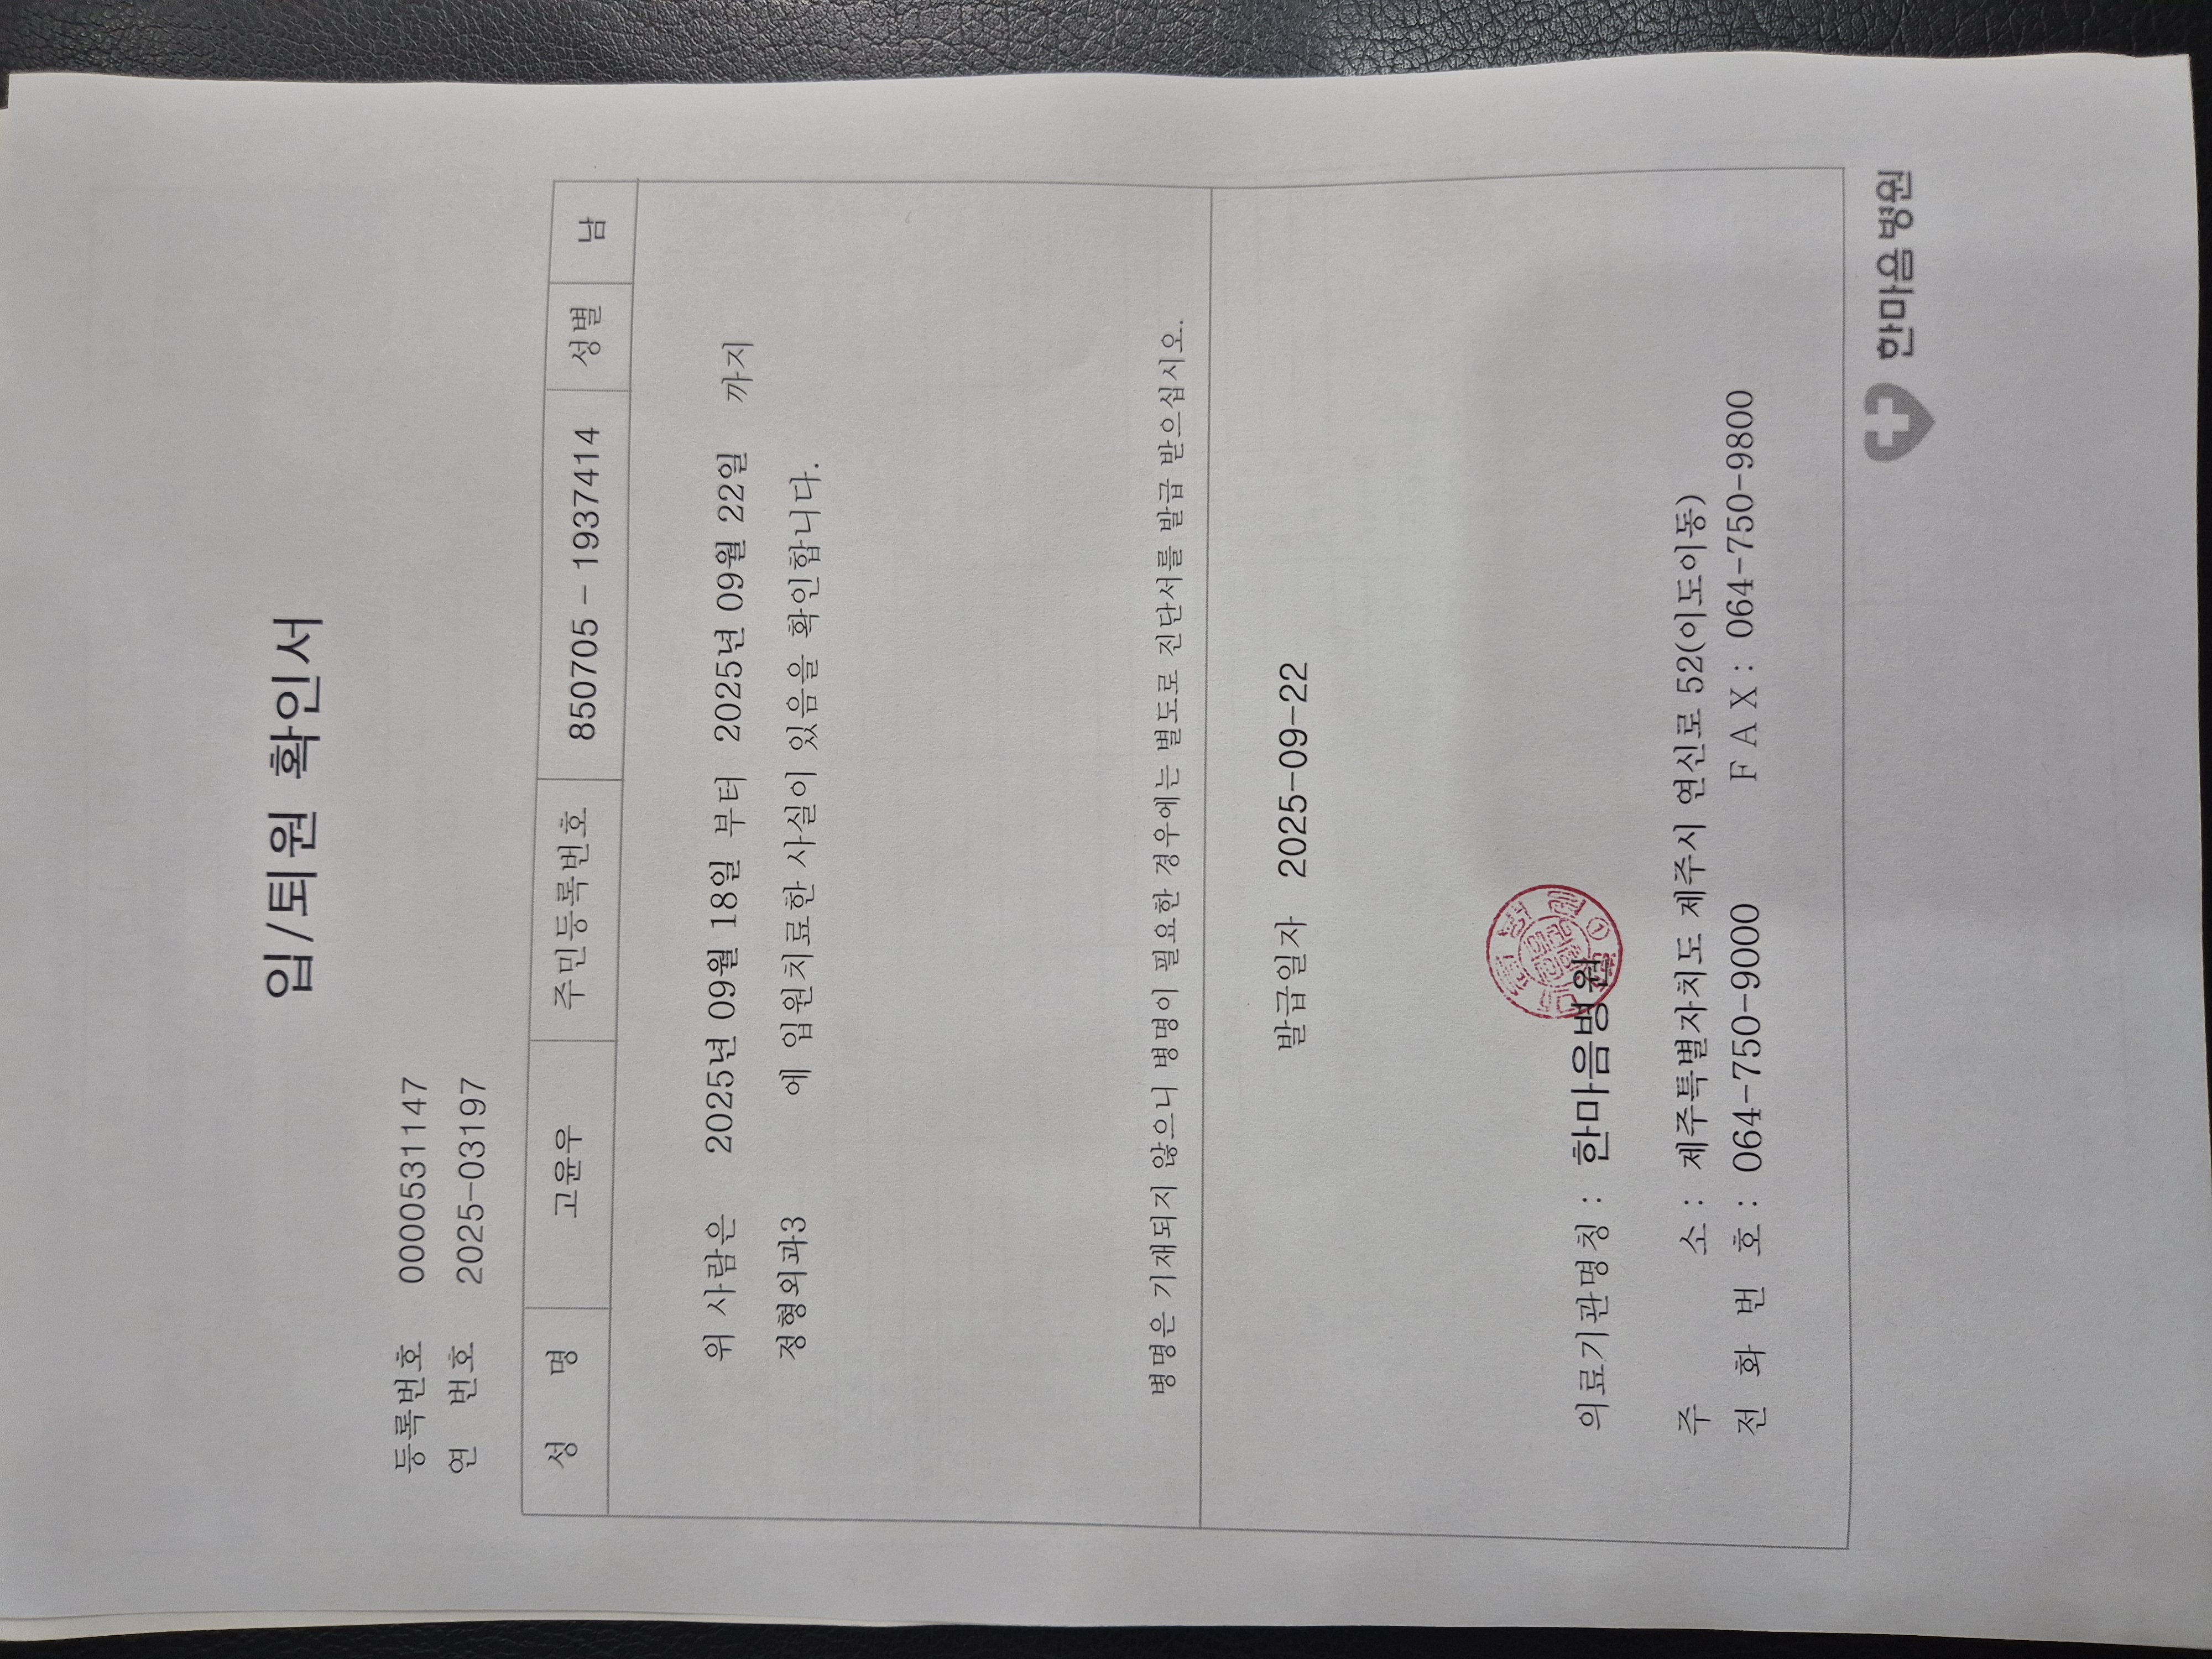 입/퇴원 확인서
등록번호 0000531147
연 번호 2025-03197
성 명 고윤우 주민등록번호 850705 - 1937414 성별 남
위 사람은 2025년 09월 18일 부터 2025년 09월 22일 까지
정형외과3 에 입원치료한 사실이 있음을 확인합니다.
병명은 기재되지 않으니 병명이 필요한 경우에는 별도로 진단서를 발급 받으십시오.
발급일자 2025-09-22
의료기관명칭 : 한마음병원
주 소 : 제주특별자치도 제주시 연신로 52(이도이동)
전 화 번 호 : 064-750-9000 F A X : 064-750-9800
한마음병원